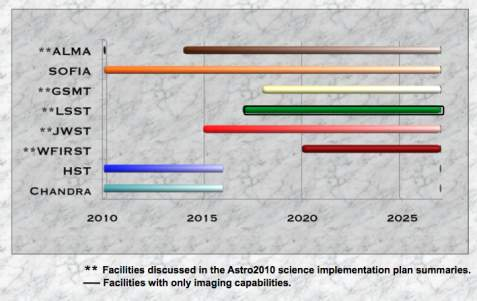 **ALMA
SOFIA
**GSMT
**LSST
**JWST
**WFIRST
HST
CHANDRA
2010 2015 2020 2025
** Facilities discussed in the Astro2010 science implementation plan summaries.
— Facilities with only imaging capabilities.